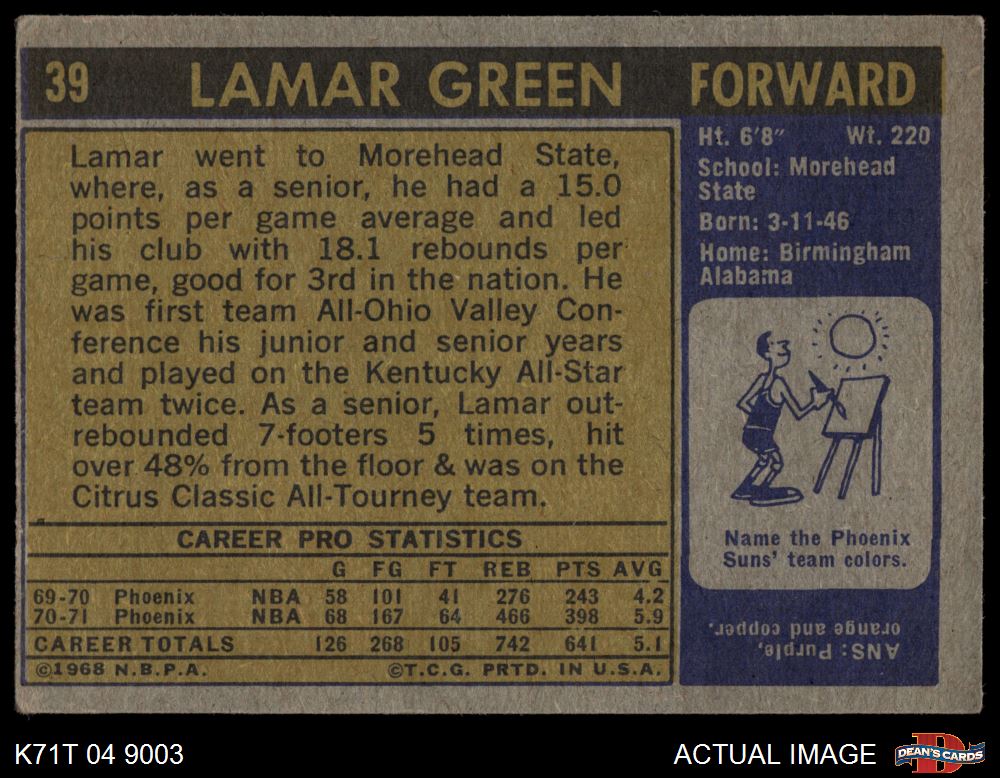 39 LAMAR GREEN FORWARD
Lamar went to Morehead State,
where, as a senior, he had a 15.0
points per game average and led
his club with 18.1 rebounds per
game, good for 3rd in the nation. He
was first team All-Ohio Valley Con-
ference his junior and senior years
and played on the Kentucky All-Star
team twice. As a senior, Lamar out-
rebounded 7-footers 5 times, hit
over 48% from the floor & was on the
Citrus Classic All-Tourney team.
Ht. 6'8" Wt. 220
School: Morehead
State
Born: 3-11-46
Home: Birmingham
Alabama
Name the Phoenix
Suns' team colors.
ANS: Purple,
orange and copper.
CAREER PRO STATISTICS
G FG FT REB PTS AVG
69-70 Phoenix NBA 58 101 41 276 243 4.2
70-71 Phoenix NBA 68 167 64 466 398 5.9
CAREER TOTALS 126 268 105 742 641 5.1
©1968 N.B.P.A. ©T.C.G. PRTD. IN U.S.A.
K71T 04 9003 ACTUAL IMAGE
D
DEAN'S CARDS